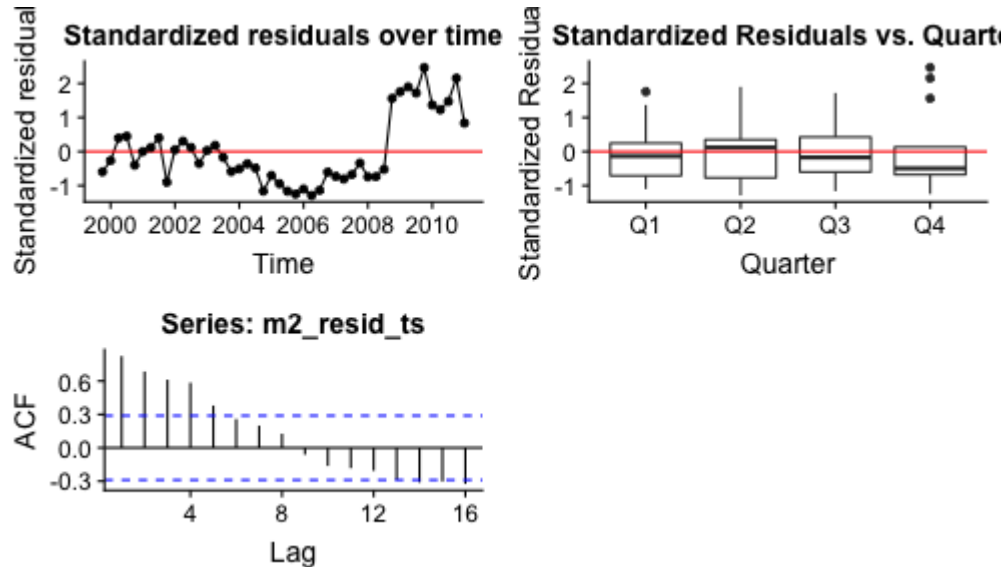 Standardized residuals over time
Standardized residual
2
1
0
-1
2000 2002 2004 2006 2008 2010
Time
Standardized Residuals vs. Quarte
Standardized Residua
2
1
0
-1
Q1 Q2 Q3 Q4
Quarter
Series: m2_resid_ts
ACF
0.6
0.3
0.0
-0.3
4 8 12 16
Lag